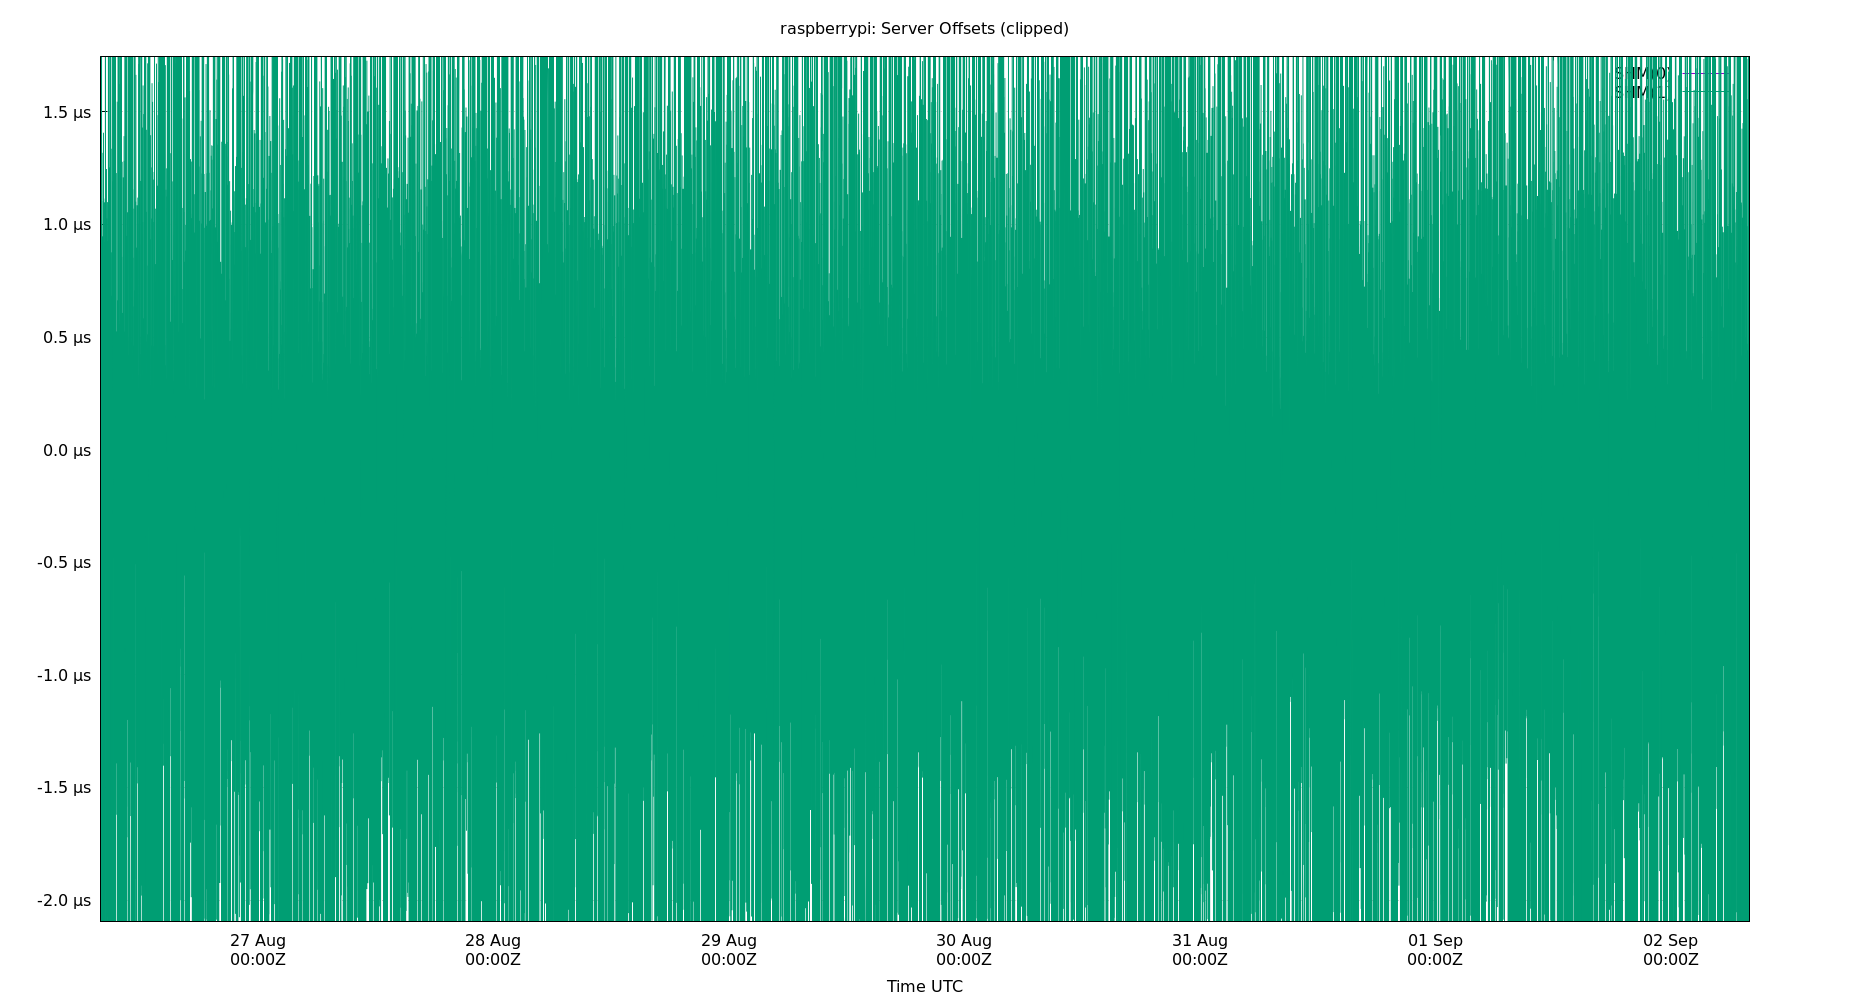 raspberrypi: Server Offsets (clipped)
SHM(0)
1.5 µs
1.0 µs
0.5 µs
0.0 µs
-0.5 µs
-1.0 µs
-1.5 µs
-2.0 µs
27 Aug 28 Aug 29 Aug 30 Aug 31 Aug 01 Sep 02 Sep
00:00Z 00:00Z 00:00Z 00:00Z 00:00Z 00:00Z 00:00Z
Time UTC